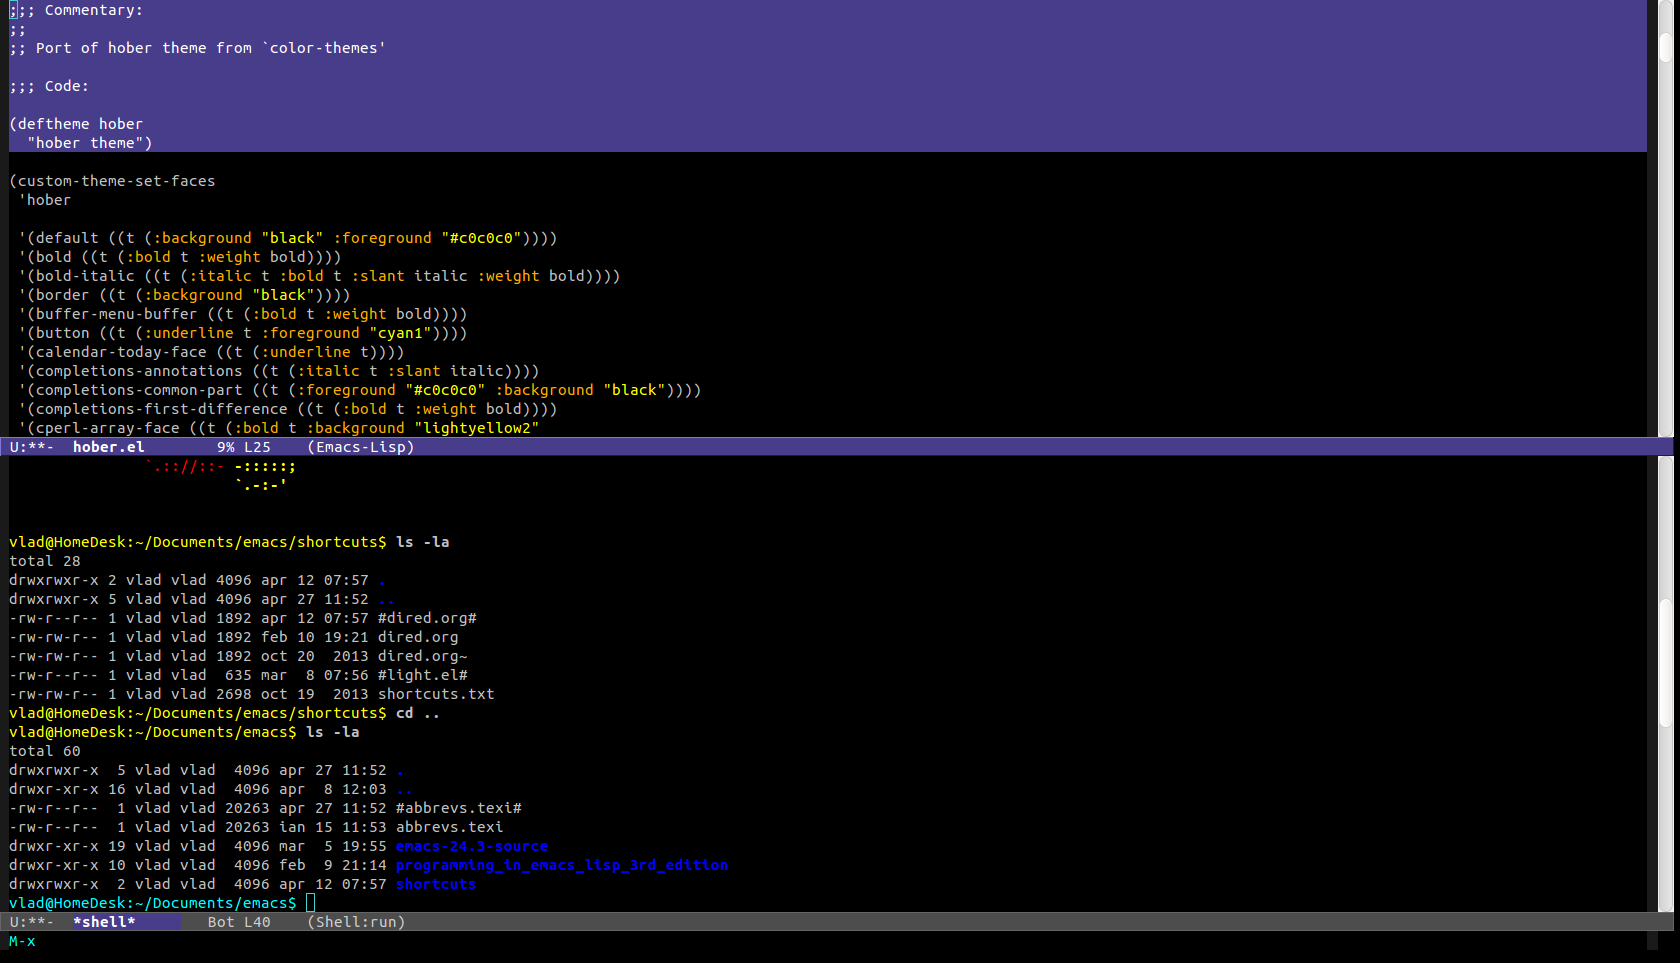 ;;; Commentary:
;;
;; Port of hober theme from `color-themes'
;;; Code:
(deftheme hober
  "hober theme")
(custom-theme-set-faces
 'hober
 '(default ((t (:background "black" :foreground "#c0c0c0"))))
 '(bold ((t (:bold t :weight bold))))
 '(bold-italic ((t (:italic t :bold t :slant italic :weight bold))))
 '(border ((t (:background "black"))))
 '(buffer-menu-buffer ((t (:bold t :weight bold))))
 '(button ((t (:underline t :foreground "cyan1"))))
 '(calendar-today-face ((t (:underline t))))
 '(completions-annotations ((t (:italic t :slant italic))))
 '(completions-common-part ((t (:foreground "#c0c0c0" :background "black"))))
 '(completions-first-difference ((t (:bold t :weight bold))))
 '(cperl-array-face ((t (:bold t :background "lightyellow2"
U:**-  hober.el        9% L25    (Emacs-Lisp)
               `.:://::- -:::::;
                         `.-:-'
vlad@HomeDesk:~/Documents/emacs/shortcuts$ ls -la
total 28
drwxrwxr-x 2 vlad vlad 4096 apr 12 07:57 .
drwxrwxr-x 5 vlad vlad 4096 apr 27 11:52 ..
-rw-r--r-- 1 vlad vlad 1892 apr 12 07:57 #dired.org#
-rw-rw-r-- 1 vlad vlad 1892 feb 10 19:21 dired.org
-rw-rw-r-- 1 vlad vlad 1892 oct 20  2013 dired.org~
-rw-r--r-- 1 vlad vlad  635 mar  8 07:56 #light.el#
-rw-rw-r-- 1 vlad vlad 2698 oct 19  2013 shortcuts.txt
vlad@HomeDesk:~/Documents/emacs/shortcuts$ cd ..
vlad@HomeDesk:~/Documents/emacs$ ls -la
total 60
drwxrwxr-x  5 vlad vlad  4096 apr 27 11:52 .
drwxr-xr-x 16 vlad vlad  4096 apr  8 12:03 ..
-rw-r--r--  1 vlad vlad 20263 apr 27 11:52 #abbrevs.texi#
-rw-r--r--  1 vlad vlad 20263 ian 15 11:53 abbrevs.texi
drwxr-xr-x 19 vlad vlad  4096 mar  5 19:55 emacs-24.3-source
drwxr-xr-x 10 vlad vlad  4096 feb  9 21:14 programming_in_emacs_lisp_3rd_edition
drwxrwxr-x  2 vlad vlad  4096 apr 12 07:57 shortcuts
vlad@HomeDesk:~/Documents/emacs$
U:**-  *shell*        Bot L40    (Shell:run)
M-x